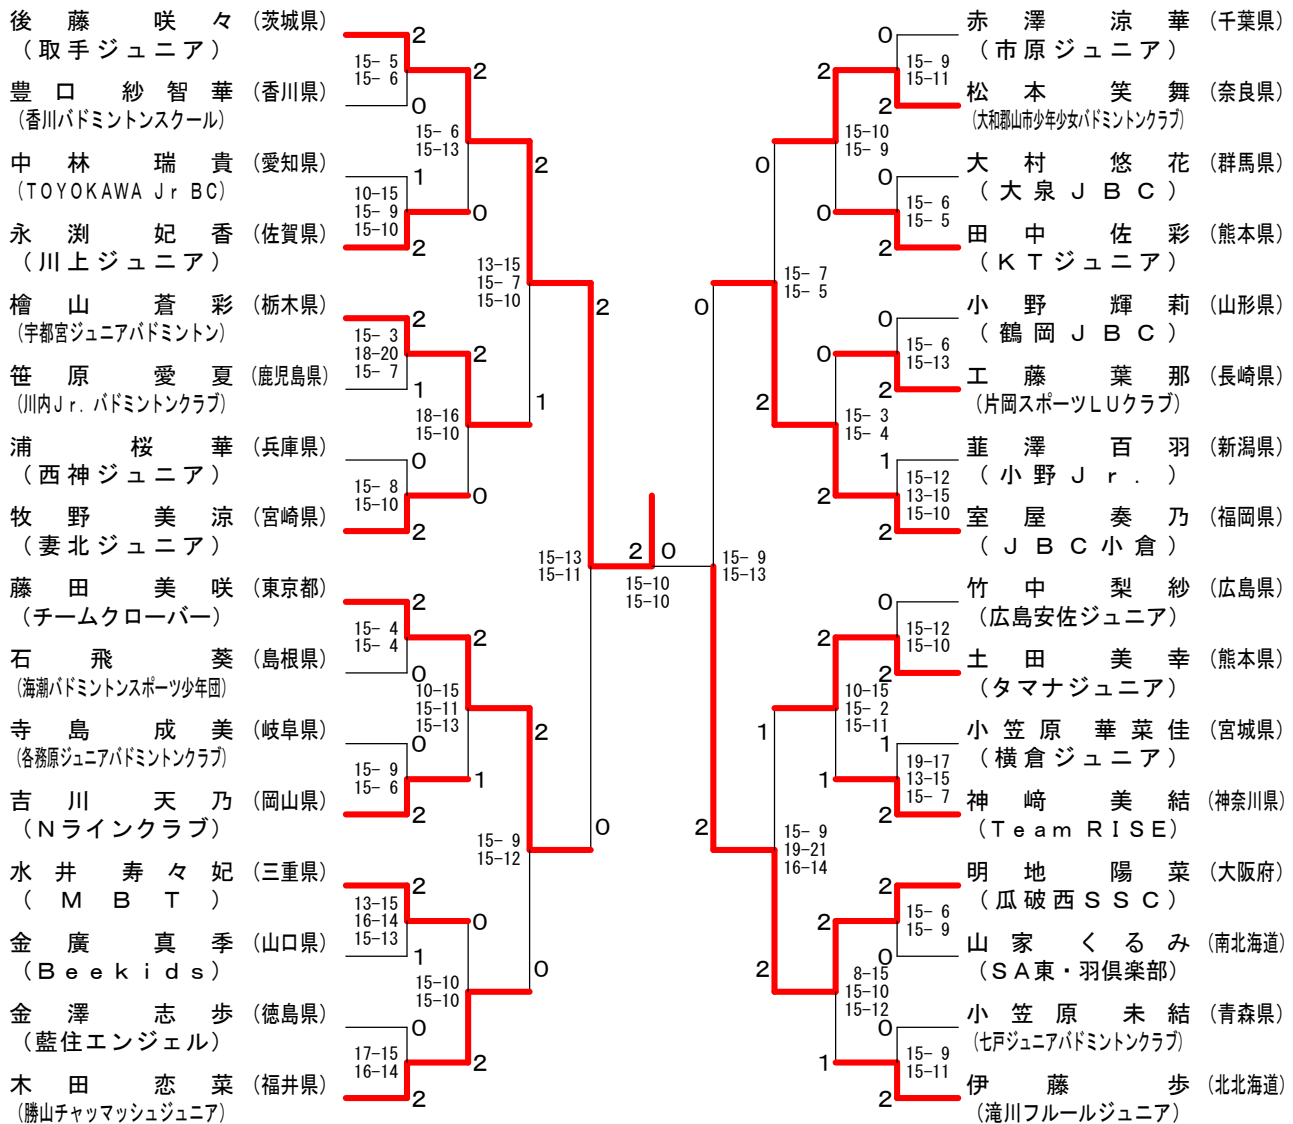 後藤 咲々 (茨城県)
(取手ジュニア)
豊口 紗智華 (香川県)
(香川バドミントンスクール)
中林 瑞貴 (愛知県)
(TOYOKAWA Jr BC)
永渕 妃香 (佐賀県)
(川上ジュニア)
檜山 蒼彩 (栃木県)
(宇都宮ジュニアバドミントン)
笹原 愛夏 (鹿児島県)
(川内Jr.バドミントンクラブ)
浦 桜華 (兵庫県)
(西神ジュニア)
牧野 美涼 (宮崎県)
(妻北ジュニア)
藤田 美咲 (東京都)
(チームクローバー)
石飛 葵 (島根県)
(海潮バドミントンスポーツ少年団)
寺島 成美 (岐阜県)
(各務原ジュニアバドミントンクラブ)
吉川 天乃 (岡山県)
(Nラインクラブ)
水井 寿々妃 (三重県)
(MBT)
金廣 真季 (山口県)
(Beekids)
金澤 志歩 (徳島県)
(藍住エンジェル)
木田 恋菜 (福井県)
(勝山チャッマッシュジュニア)
2
15- 5
15- 6
0
1
10-15
15- 9
15-10
2
2
15- 3
18-20
15- 7
1
0
15- 8
15-10
2
2
15- 4
15- 4
0
0
15- 9
15- 6
2
2
13-15
16-14
15-13
1
0
17-15
16-14
2
2
15- 6
15-13
0
2
18-16
15-10
0
2
10-15
15-11
15-13
1
0
15-10
15-10
2
2
13-15
15- 7
15-10
1
2
15- 9
15-12
0
2
15-13
15-11
0
2 0
15-10
15-10
0
15- 9
15-13
2
0
15- 7
15- 5
2
1
15- 9
19-21
16-14
2
2
15-10
15- 9
0
0
15- 3
15- 4
2
2
10-15
15- 2
15-11
1
2
8-15
15-10
15-12
1
0
15- 9
15-11
2
0
15- 6
15- 5
2
0
15- 6
15-13
2
1
15-12
13-15
15-10
2
0
15-12
15-10
2
1
19-17
13-15
15- 7
2
2
15- 6
15- 9
0
0
15- 9
15-11
2
赤澤 涼華 (千葉県)
(市原ジュニア)
松本 笑舞 (奈良県)
(大和郡山市少年少女バドミントンクラブ)
大村 悠花 (群馬県)
(大泉JBC)
田中 佐彩 (熊本県)
(KTジュニア)
小野 輝莉 (山形県)
(鶴岡JBC)
工藤 葉那 (長崎県)
(片岡スポーツLUクラブ)
韮澤 百羽 (新潟県)
(小野Jr.)
室屋 奏乃 (福岡県)
(JBC小倉)
竹中 梨紗 (広島県)
(広島安佐ジュニア)
土田 美幸 (熊本県)
(タマナジュニア)
小笠原 華菜佳 (宮城県)
(横倉ジュニア)
神﨑 美結 (神奈川県)
(Team RISE)
明地 陽菜 (大阪府)
(瓜破西SSC)
山家 くるみ (南北海道)
(SA東・羽倶楽部)
小笠原 未結 (青森県)
(七戸ジュニアバドミントンクラブ)
伊藤 歩 (北北海道)
(滝川フルールジュニア)